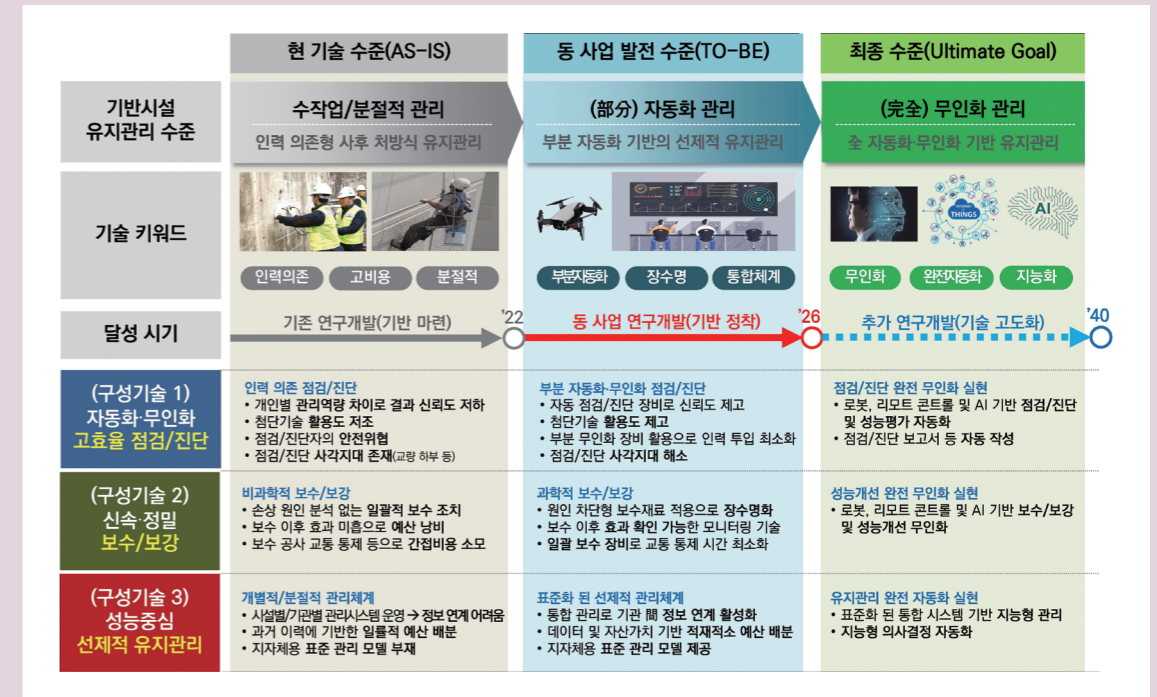 현 기술 수준(AS-IS)
동 사업 발전 수준(TO-BE)
최종 수준(Ultimate Goal)
기반시설
유지관리 수준
수작업/분절적 관리
인력 의존형 사후 처방식 유지관리
(部分) 자동화 관리
부분 자동화 기반의 선제적 유지관리
(完全) 무인화 관리
全 자동화·무인화 기반 유지관리
기술 키워드
THINGS
AI
인력의존
고비용
분절적
부분자동화
장수명
통합체계
무인화
완전자동화
지능화
달성 시기
기존 연구개발(기반 마련)
'22
동 사업 연구개발(기반 정착)
'26
추가 연구개발(기술 고도화)
'40
(구성기술 1)
자동화·무인화
고효율 점검/진단
인력 의존 점검/진단
• 개인별 관리역량 차이로 결과 신뢰도 저하
• 첨단기술 활용도 저조
• 점검/진단자의 안전위협
• 점검/진단 사각지대 존재(교량 하부 등)
부분 자동화·무인화 점검/진단
• 자동 점검/진단 장비로 신뢰도 제고
• 첨단기술 활용도 제고
• 부분 무인화 장비 활용으로 인력 투입 최소화
• 점검/진단 사각지대 해소
점검/진단 완전 무인화 실현
• 로봇, 리모트 콘트롤 및 AI 기반 점검/진단
및 성능평가 자동화
• 점검/진단 보고서 등 자동 작성
(구성기술 2)
신속·정밀
보수/보강
비과학적 보수/보강
• 손상 원인 분석 없는 일괄적 보수 조치
• 보수 이후 효과 미흡으로 예산 낭비
• 보수 공사 교통 통제 등으로 간접비용 소모
과학적 보수/보강
• 원인 차단형 보수재료 적용으로 장수명화
• 보수 이후 효과 확인 가능한 모니터링 기술
• 일괄 보수 장비로 교통 통제 시간 최소화
성능개선 완전 무인화 실현
• 로봇, 리모트 콘트롤 및 AI 기반 보수/보강
및 성능개선 무인화
(구성기술 3)
성능중심
선제적 유지관리
개별적/분절적 관리체계
• 시설별/기관별 관리시스템 운영 → 정보 연계 어려움
• 과거 이력에 기반한 일률적 예산 배분
• 지자체용 표준 관리 모델 부재
표준화 된 선제적 관리체계
• 통합 관리로 기관 間 정보 연계 활성화
• 데이터 및 자산가치 기반 적재적소 예산 배분
• 지자체용 표준 관리 모델 제공
유지관리 완전 자동화 실현
• 표준화 된 통합 시스템 기반 지능형 관리
• 지능형 의사결정 자동화